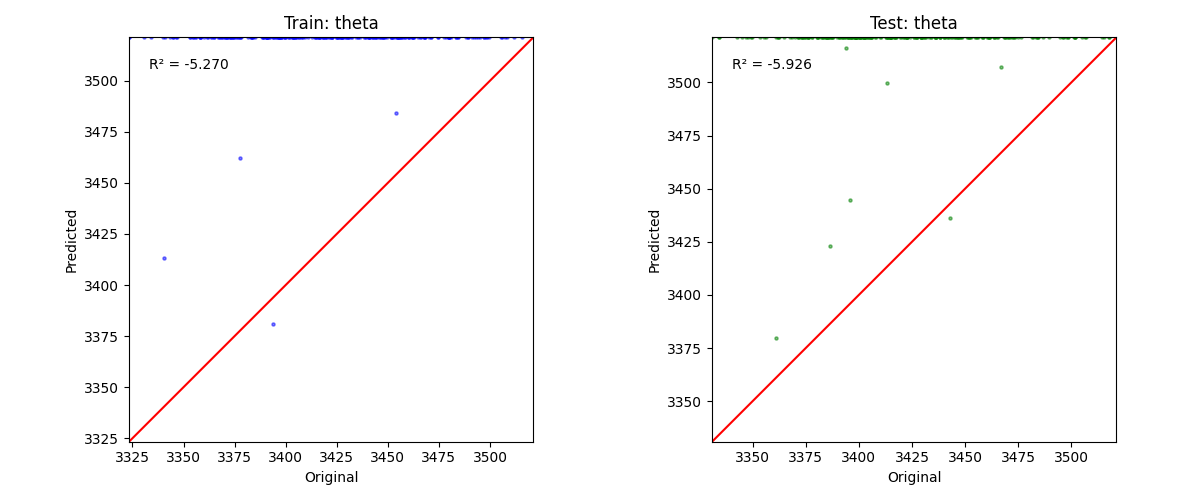 Train: theta
R² = -5.270
3500
3475
3450
3425
3400
3375
3350
3325
Predicted
3325 3350 3375 3400 3425 3450 3475 3500
Original
Test: theta
R² = -5.926
3500
3475
3450
3425
3400
3375
3350
Predicted
3350 3375 3400 3425 3450 3475 3500
Original